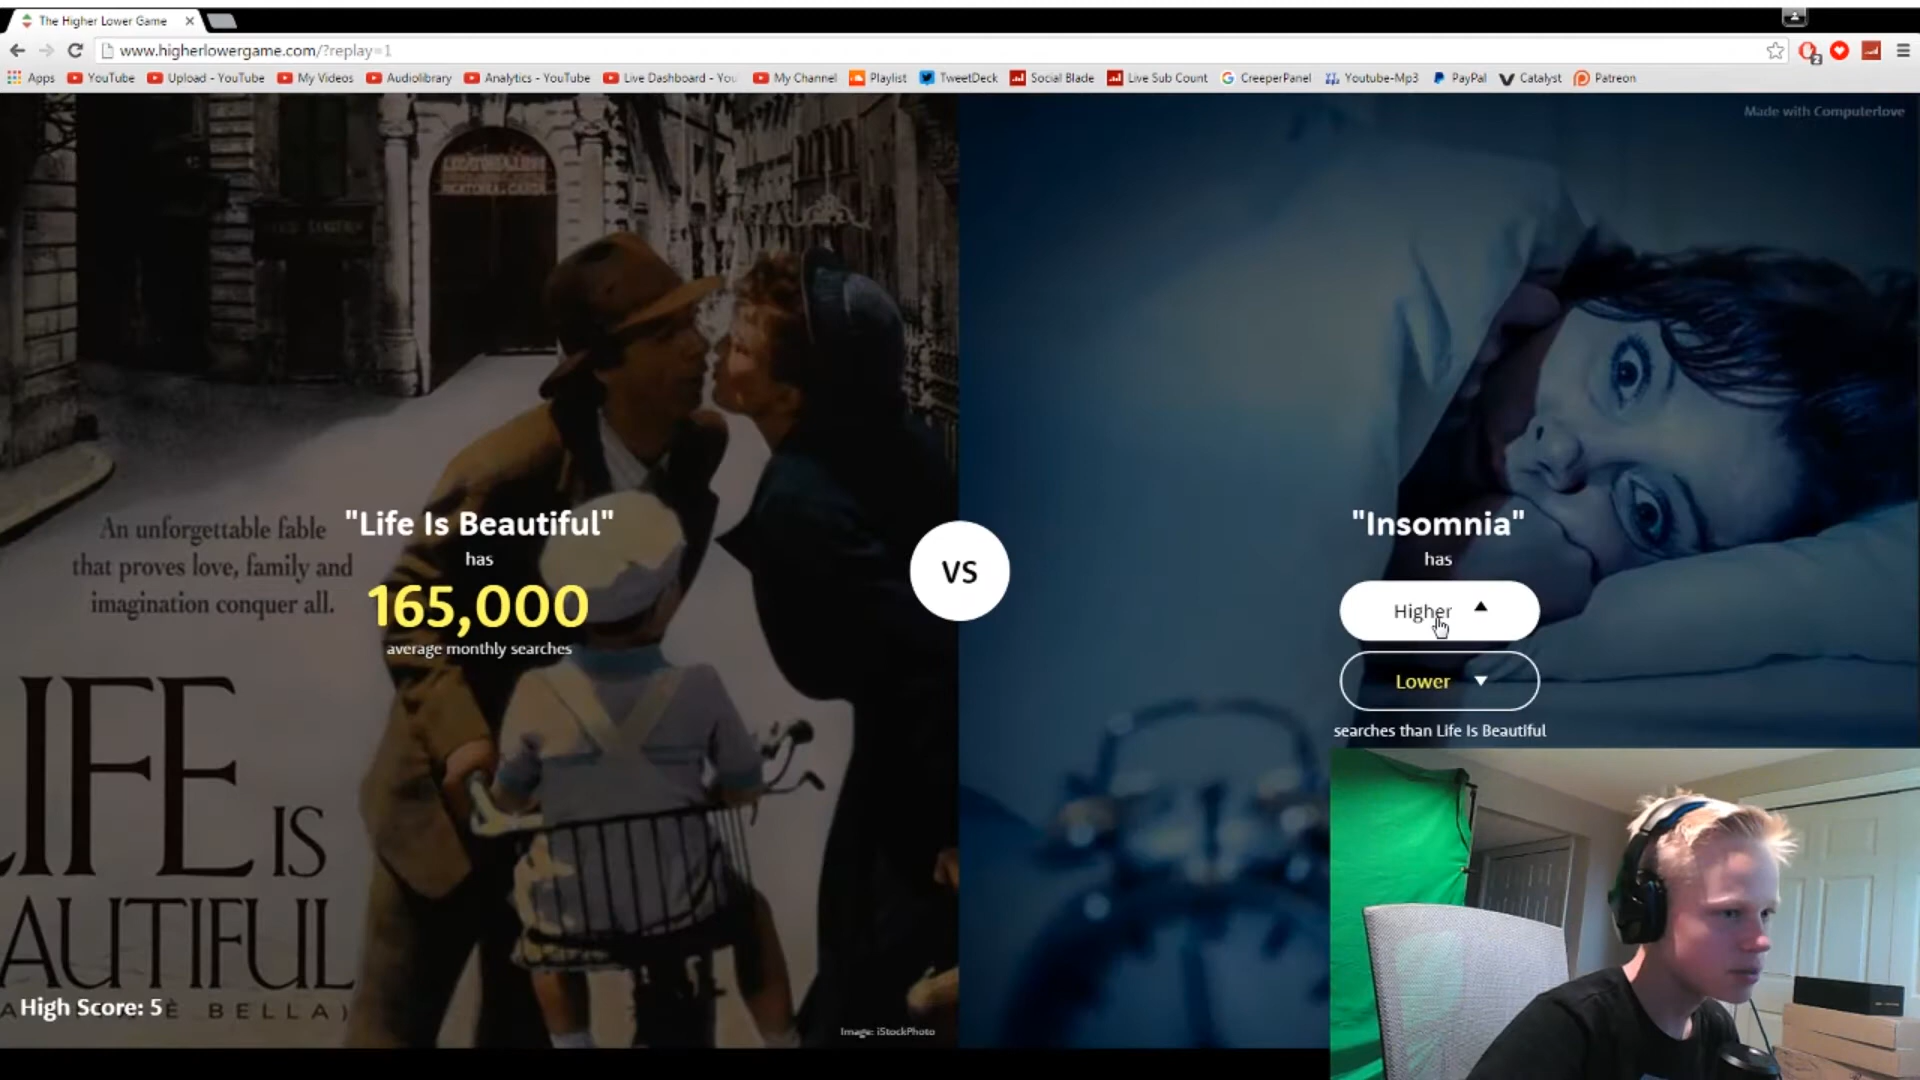 The Higher Lower Game
www.higherlowergame.com/?replay=1
Apps YouTube Upload - YouTube My Videos Audiolibrary Analytics - YouTube Live Dashboard - You My Channel Playlist TweetDeck Social Blade Live Sub Count CreeperPanel Youtube-Mp3 PayPal Catalyst Patreon
Made with Computerlove
An unforgettable fable
that proves love, family and
imagination conquer all.
"Life Is Beautiful"
has
165,000
average monthly searches
VS
"Insomnia"
has
Higher
Lower
searches than Life Is Beautiful
LIFE IS
AUTIFUL
È BELLA)
High Score: 5
Image: iStockPhoto